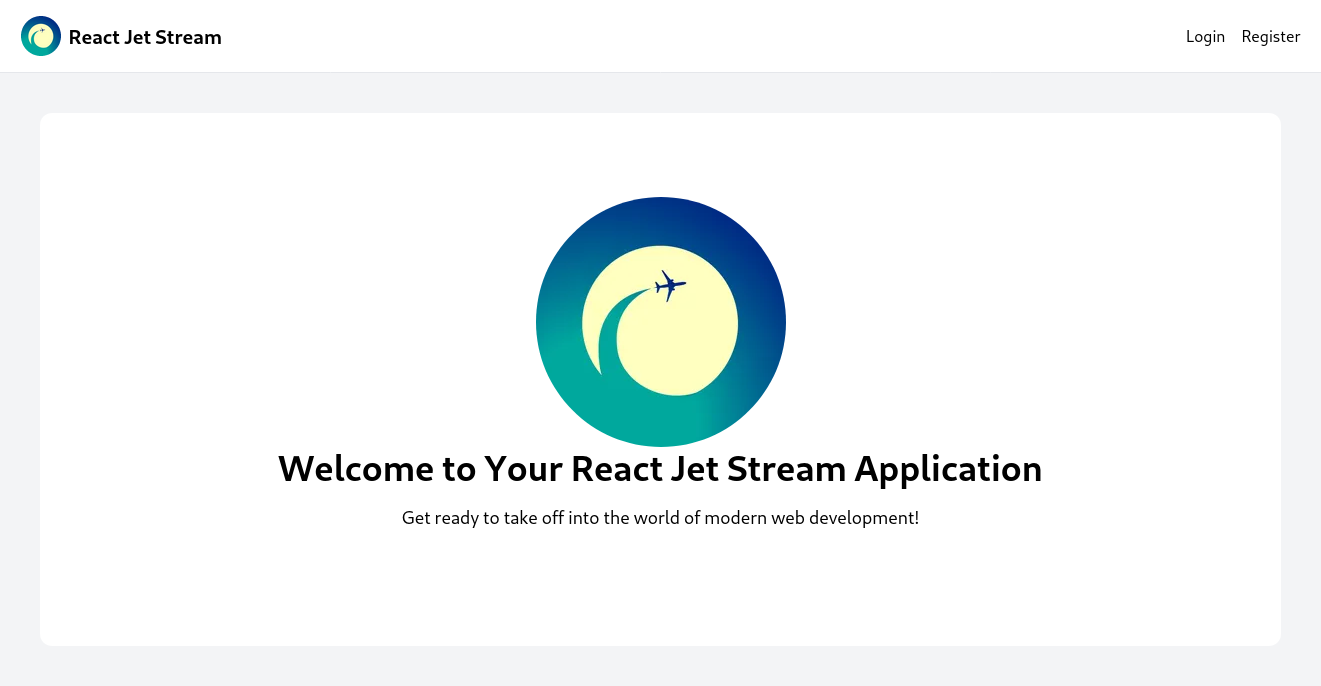 React Jet Stream
Login
Register
Welcome to Your React Jet Stream Application
Get ready to take off into the world of modern web development!